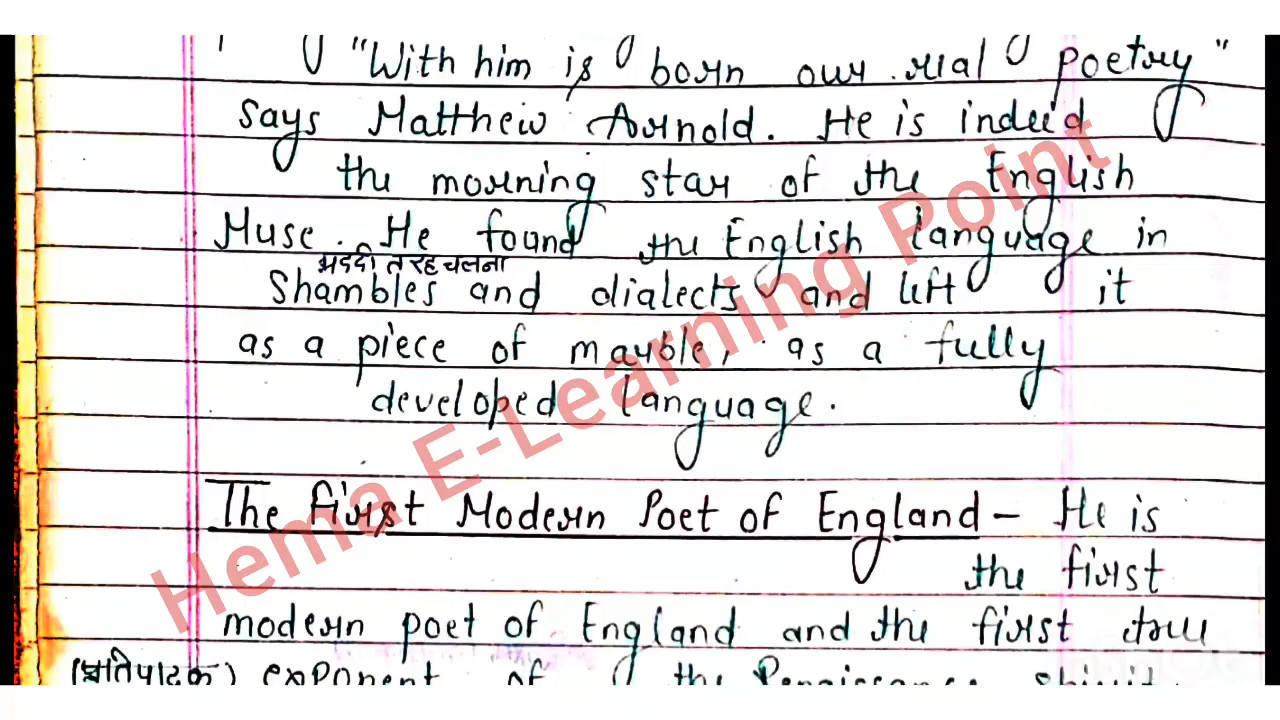 "With him is born our real poetry"
says Matthew Arnold. He is indeed
the morning star of the English
Muse. He found the English language in
भद्दी तरह चलना
Shambles and dialects and left it
as a piece of marble, as a fully
developed language.
The First Modern Poet of England – He is
the first
modern poet of England and the first true
(प्रतिपादक) exponent of the Renaissance spirit
Hema E-Learning Point